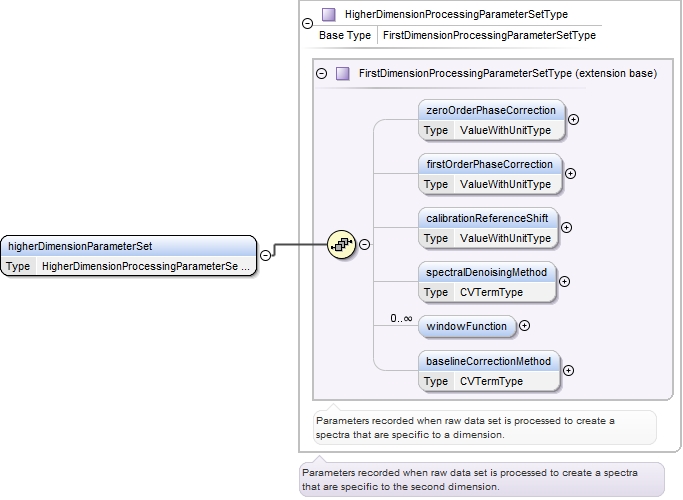 HigherDimensionProcessingParameterSetType
Base Type FirstDimensionProcessingParameterSetType
FirstDimensionProcessingParameterSetType (extension base)
zeroOrderPhaseCorrection
Type ValueWithUnitType
firstOrderPhaseCorrection
Type ValueWithUnitType
calibrationReferenceShift
Type ValueWithUnitType
higherDimensionParameterSet
Type HigherDimensionProcessingParameterSe ...
spectralDenoisingMethod
Type CVTermType
0..∞
windowFunction
baselineCorrectionMethod
Type CVTermType
Parameters recorded when raw data set is processed to create a
spectra that are specific to a dimension.
Parameters recorded when raw data set is processed to create a spectra
that are specific to the second dimension.